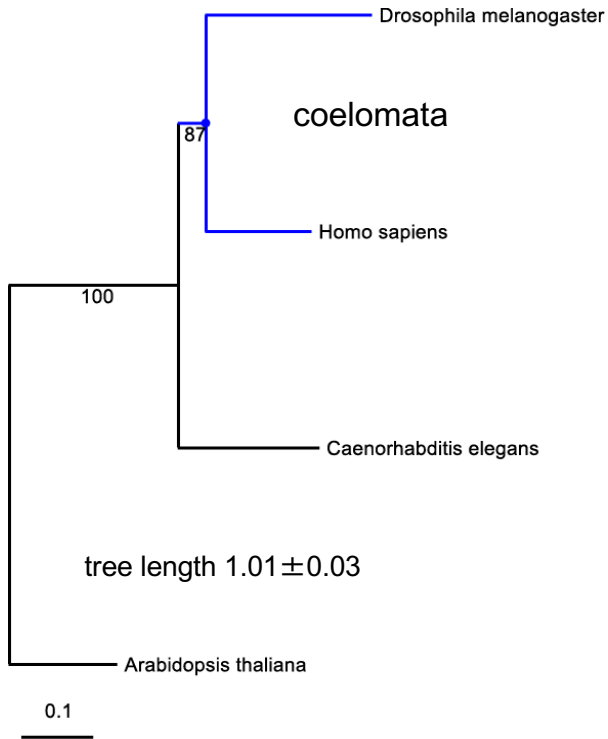 Drosophila melanogaster
coelomata
87
Homo sapiens
100
Caenorhabditis elegans
tree length 1.01±0.03
Arabidopsis thaliana
0.1